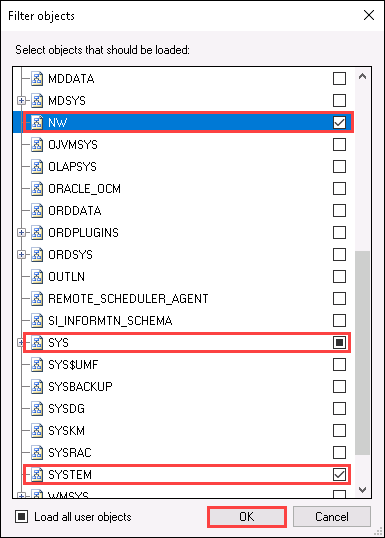 Filter objects
Select objects that should be loaded:
MDDATA
MDSYS
NW
OJVMSYS
OLAPSYS
ORACLE_OCM
ORDDATA
ORDPLUGINS
ORDSYS
OUTLN
REMOTE_SCHEDULER_AGENT
SI_INFORMTN_SCHEMA
SYS
SYS$UMF
SYSBACKUP
SYSDG
SYSKM
SYSRAC
SYSTEM
WMSYS
Load all user objects
OK
Cancel